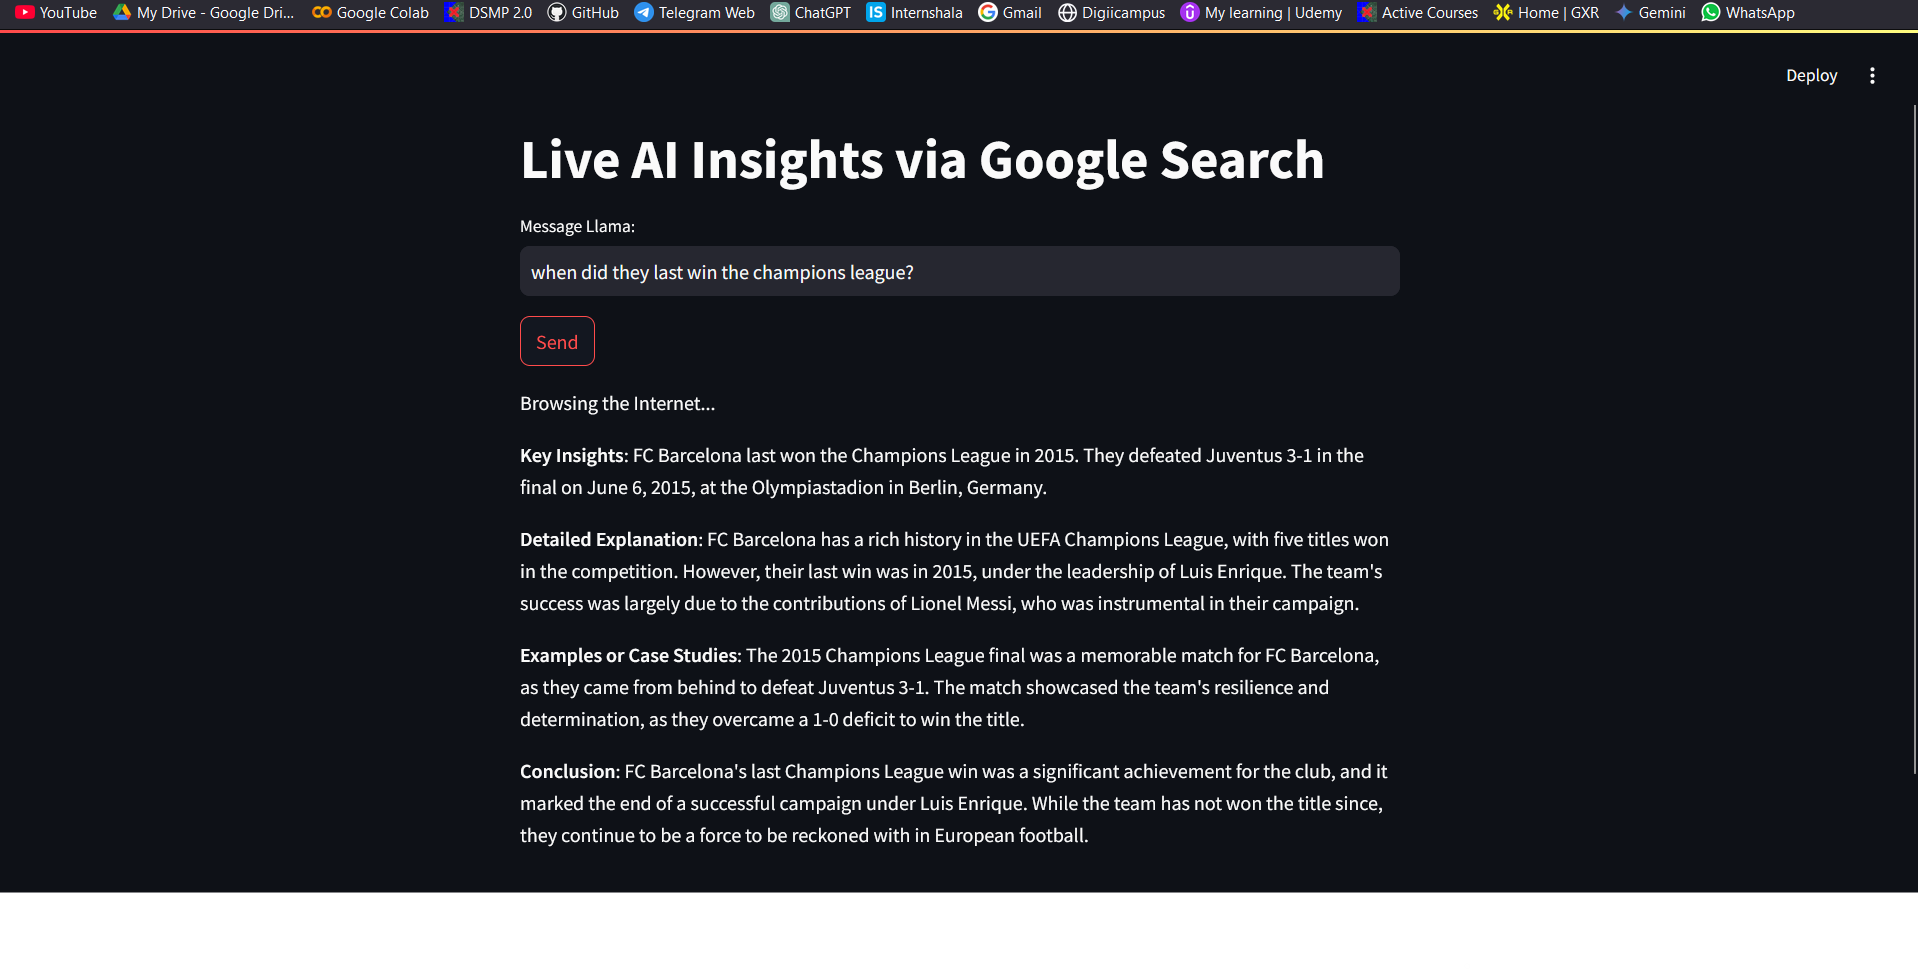 YouTube My Drive - Google Dri... Google Colab DSMP 2.0 GitHub Telegram Web ChatGPT IS Internshala Gmail Digiicampus My learning | Udemy Active Courses Home | GXR Gemini WhatsApp
Deploy
Live AI Insights via Google Search
Message Llama:
when did they last win the champions league?
Send
Browsing the Internet...
Key Insights: FC Barcelona last won the Champions League in 2015. They defeated Juventus 3-1 in the
final on June 6, 2015, at the Olympiastadion in Berlin, Germany.
Detailed Explanation: FC Barcelona has a rich history in the UEFA Champions League, with five titles won
in the competition. However, their last win was in 2015, under the leadership of Luis Enrique. The team's
success was largely due to the contributions of Lionel Messi, who was instrumental in their campaign.
Examples or Case Studies: The 2015 Champions League final was a memorable match for FC Barcelona,
as they came from behind to defeat Juventus 3-1. The match showcased the team's resilience and
determination, as they overcame a 1-0 deficit to win the title.
Conclusion: FC Barcelona's last Champions League win was a significant achievement for the club, and it
marked the end of a successful campaign under Luis Enrique. While the team has not won the title since,
they continue to be a force to be reckoned with in European football.